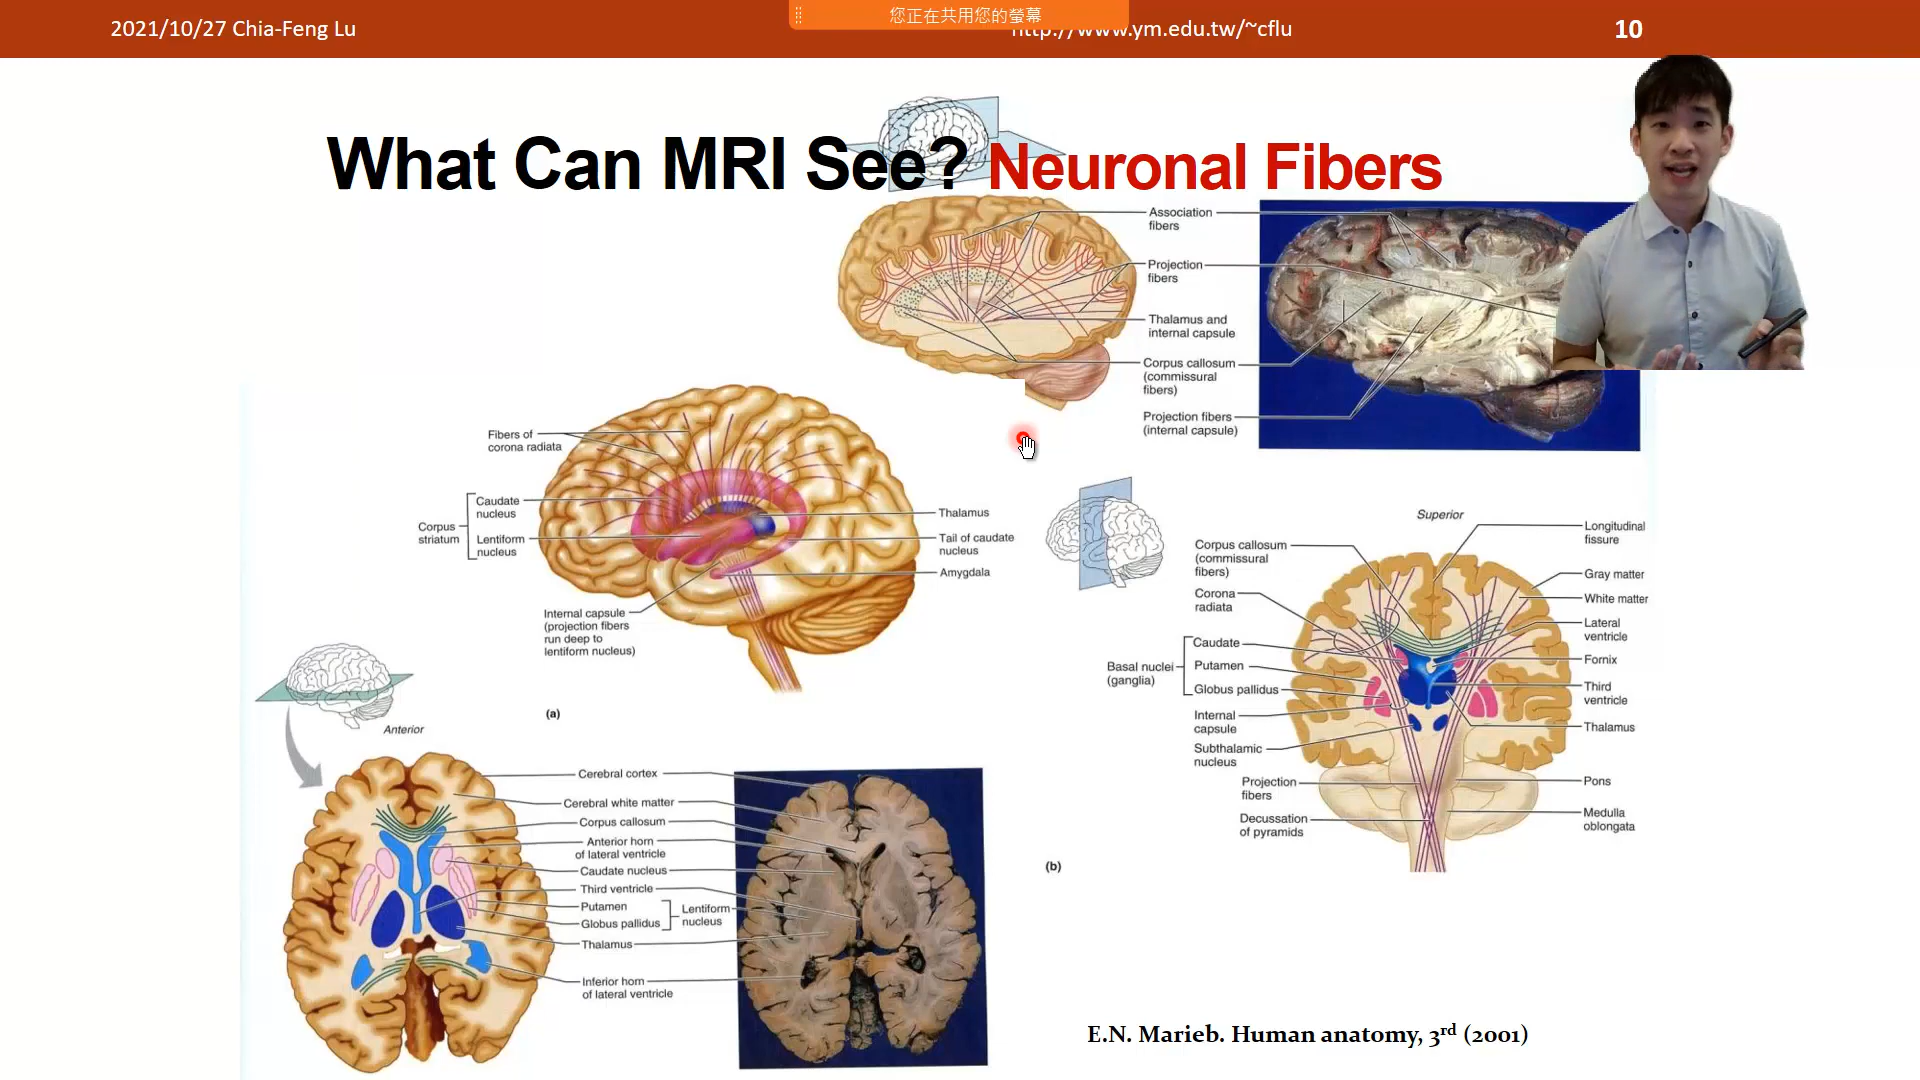 2021/10/27 Chia-Feng Lu
您正在共用您的螢幕
http://www.ym.edu.tw/~cflu
10
What Can MRI See? Neuronal Fibers
Association
fibers
Projection
fibers
Thalamus and
internal capsule
Corpus callosum
(commissural
fibers)
Projection fibers
(internal capsule)
Fibers of
corona radiata
Corpus
striatum
Caudate
nucleus
Lentiform
nucleus
Internal capsule
(projection fibers
run deep to
lentiform nucleus)
Thalamus
Tail of caudate
nucleus
Amygdala
(a)
Superior
Corpus callosum
(commissural
fibers)
Corona
radiata
Basal nuclei
(ganglia)
Caudate
Putamen
Globus pallidus
Internal
capsule
Subthalamic
nucleus
Projection
fibers
Decussation
of pyramids
Longitudinal
fissure
Gray matter
White matter
Lateral
ventricle
Fornix
Third
ventricle
Thalamus
Pons
Medulla
oblongata
(b)
Anterior
Cerebral cortex
Cerebral white matter
Corpus callosum
Anterior horn
of lateral ventricle
Caudate nucleus
Third ventricle
Putamen
Globus pallidus
Lentiform
nucleus
Thalamus
Inferior horn
of lateral ventricle
E.N. Marieb. Human anatomy, 3rd (2001)